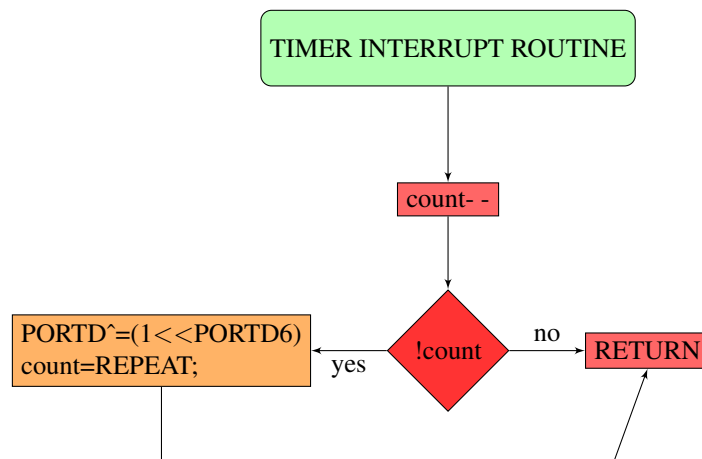 TIMER INTERRUPT ROUTINE
count- -
!count
yes
no
PORTD^=(1<<PORTD6)
count=REPEAT;
RETURN